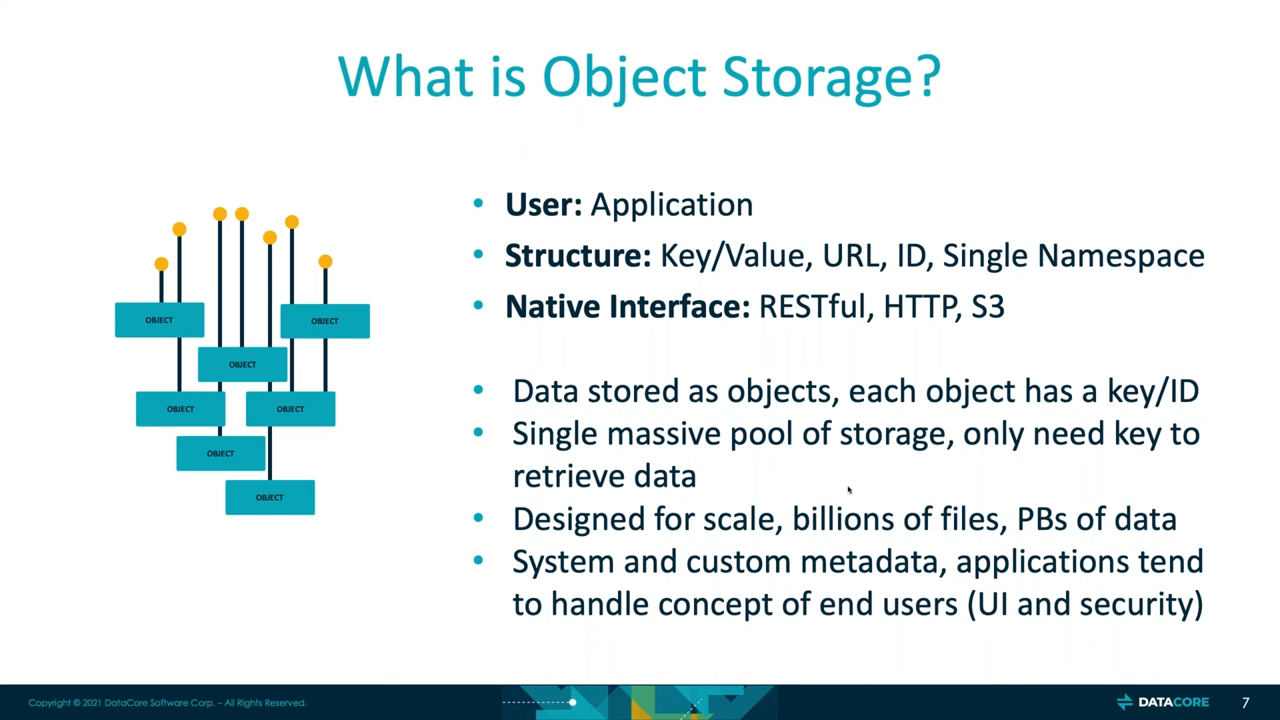 What is Object Storage?
OBJECT
OBJECT
OBJECT
OBJECT
OBJECT
OBJECT
OBJECT
• User: Application
• Structure: Key/Value, URL, ID, Single Namespace
• Native Interface: RESTful, HTTP, S3
• Data stored as objects, each object has a key/ID
• Single massive pool of storage, only need key to
retrieve data
• Designed for scale, billions of files, PBs of data
• System and custom metadata, applications tend
to handle concept of end users (UI and security)
Copyright © 2021 DataCore Software Corp. – All Rights Reserved.
DATACORE
7